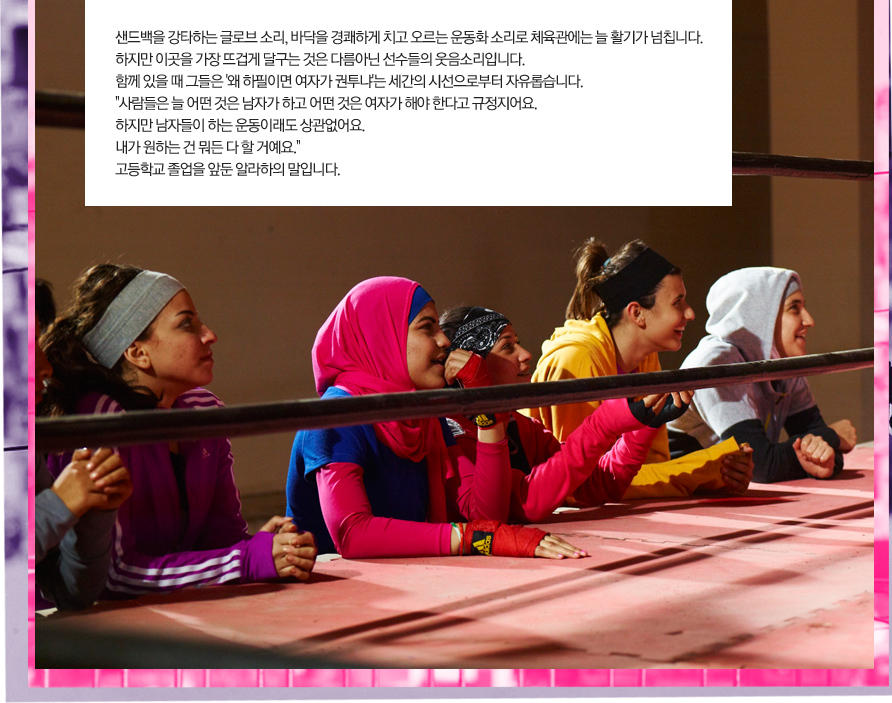 샌드백을 강타하는 글로브 소리, 바닥을 경쾌하게 치고 오르는 운동화 소리로 체육관에는 늘 활기가 넘칩니다.
하지만 이곳을 가장 뜨겁게 달구는 것은 다름아닌 선수들의 웃음소리입니다.
함께 있을 때 그들은 '왜 하필이면 여자가 권투냐'는 세간의 시선으로부터 자유롭습니다.
"사람들은 늘 어떤 것은 남자가 하고 어떤 것은 여자가 해야 한다고 규정지어요.
하지만 남자들이 하는 운동이래도 상관없어요.
내가 원하는 건 뭐든 다 할 거예요."
고등학교 졸업을 앞둔 알라하의 말입니다.